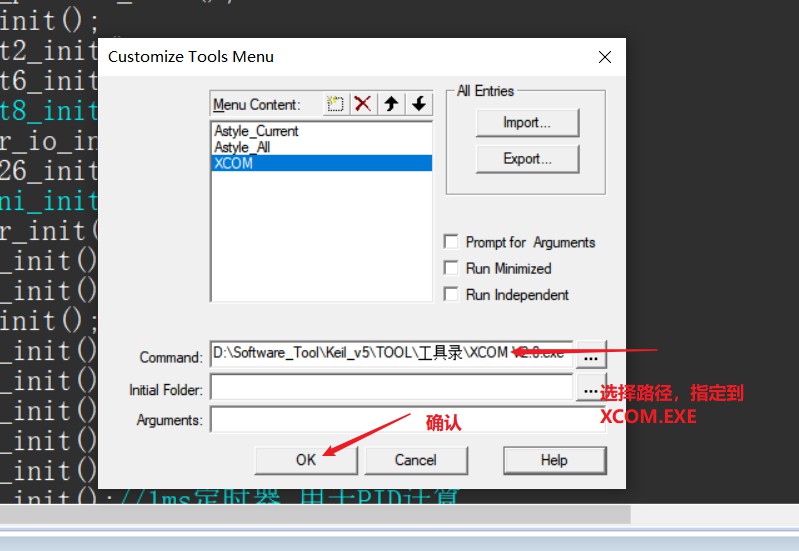 init();
t2_init
Customize Tools Menu
t6_init
t8_init
Menu Content:
All Entries
Import...
r_io_in
Astyle_Current
Astyle_All
26_init
XCOM
Export...
ni_init
r_init(
Prompt for Arguments
_init()
Run Minimized
_init()
Run Independent
init();
_init()
Command:
D:\Software_Tool\Keil_v5\TOOL\工具录\XCOM V2.0.exe
...
_init()
Initial Folder:
...
选择路径，指定到
XCOM.EXE
_init()
Arguments:
确认
_init()
_init()
OK
Cancel
Help
_init();//1ms定时器 用于PID计算